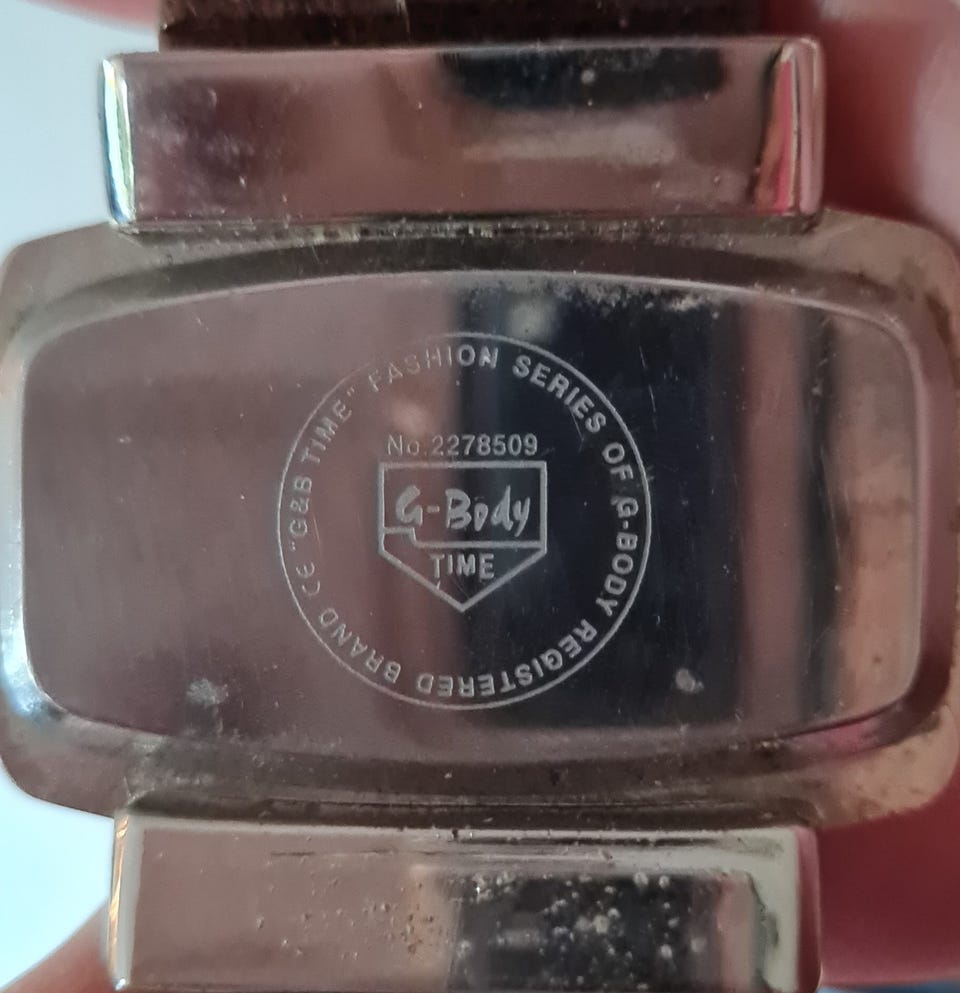 "G&B TIME" FASHION SERIES OF G-BODY REGISTERED BRAND CE
No.2278509
G-Body
TIME